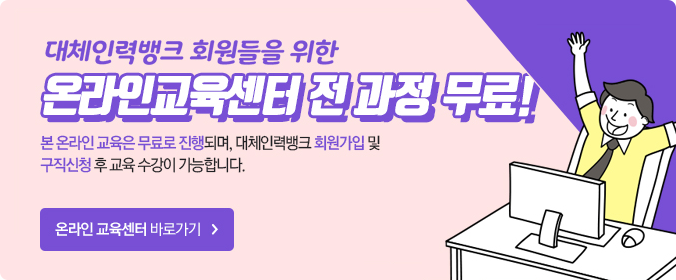 대체인력뱅크 회원들을 위한
온라인교육센터 전 과정 무료!
본 온라인 교육은 무료로 진행되며, 대체인력뱅크 회원가입 및
구직신청 후 교육 수강이 가능합니다.
온라인 교육센터 바로가기 >